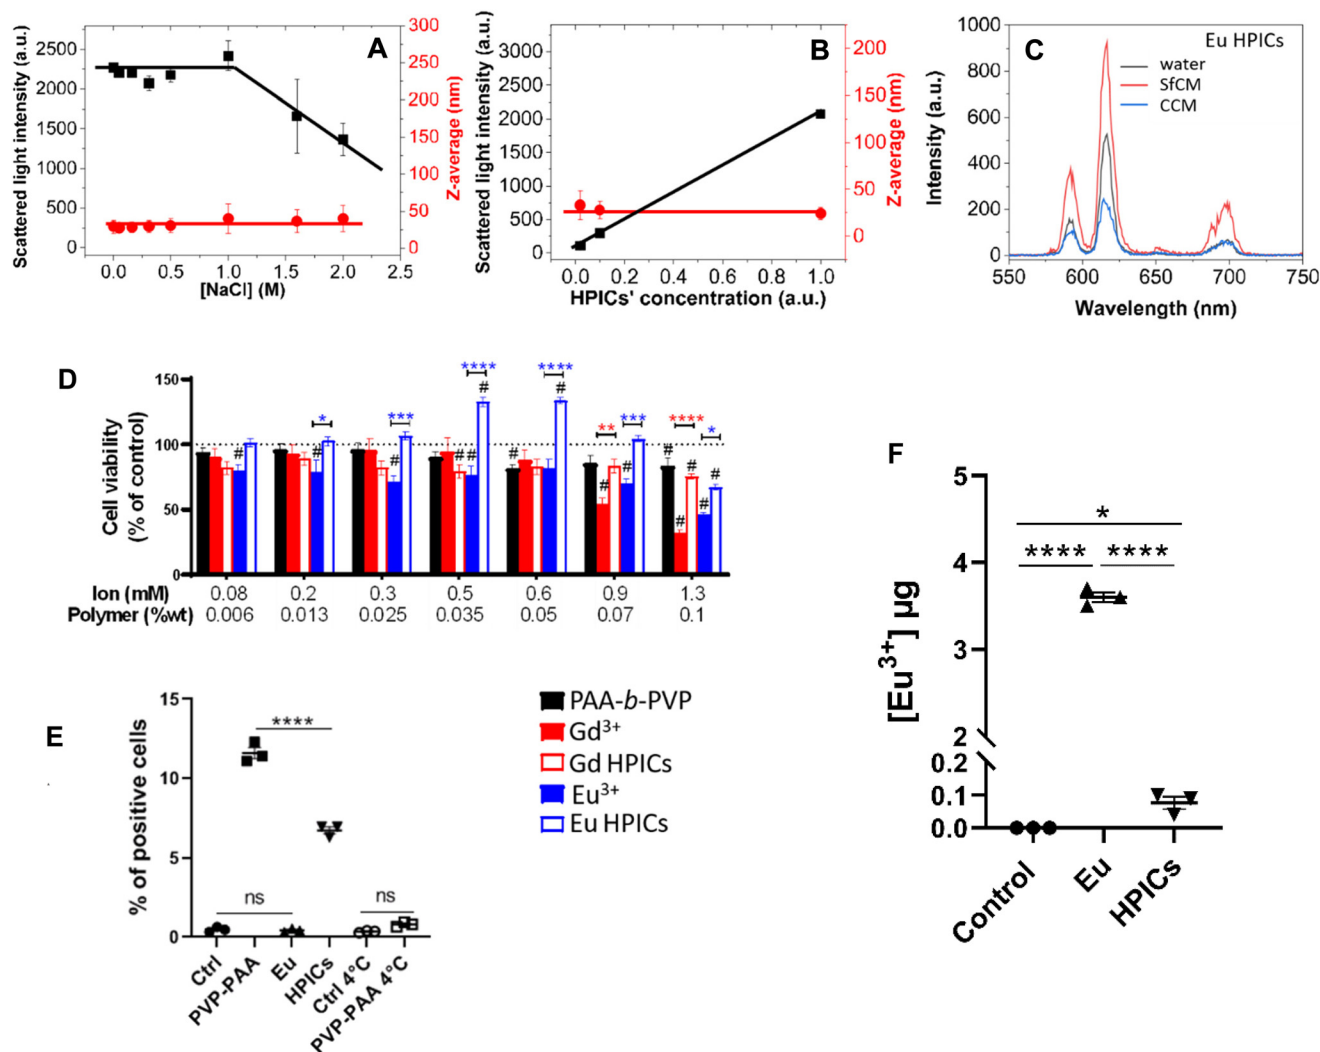 A
Scattered light intensity (a.u.)
2500
2000
1500
1000
500
0
0.0 0.5 1.0 1.5 2.0 2.5
[NaCl] (M)
300
250
200
150
100
50
0
Z-average (nm)
B
Scattered light intensity (a.u.)
3000
2500
2000
1500
1000
500
0
0.0 0.2 0.4 0.6 0.8 1.0
HPICs' concentration (a.u.)
200
150
100
50
0
Z-average (nm)
C
Eu HPICs
water
SfCM
CCM
Intensity (a.u.)
1000
800
600
400
200
0
550 600 650 700 750
Wavelength (nm)
D
Cell viability
(% of control)
150
100
50
0
**** **** 
* *** *** ** **** *
# # # # # # # # # # # # # # # #
Ion (mM) 0.08 0.2 0.3 0.5 0.6 0.9 1.3
Polymer (%wt) 0.006 0.013 0.025 0.035 0.05 0.07 0.1
E
% of positive cells
15
10
5
0
****
ns
ns
Ctrl
PVP-PAA
Eu
HPICs
Ctrl 4°C
PVP-PAA 4°C
PAA-b-PVP
Gd³⁺
Gd HPICs
Eu³⁺
Eu HPICs
F
[Eu³⁺] µg
5
4
3
2
0.2
0.1
0.0
*
**** ****
Control
Eu
HPICs